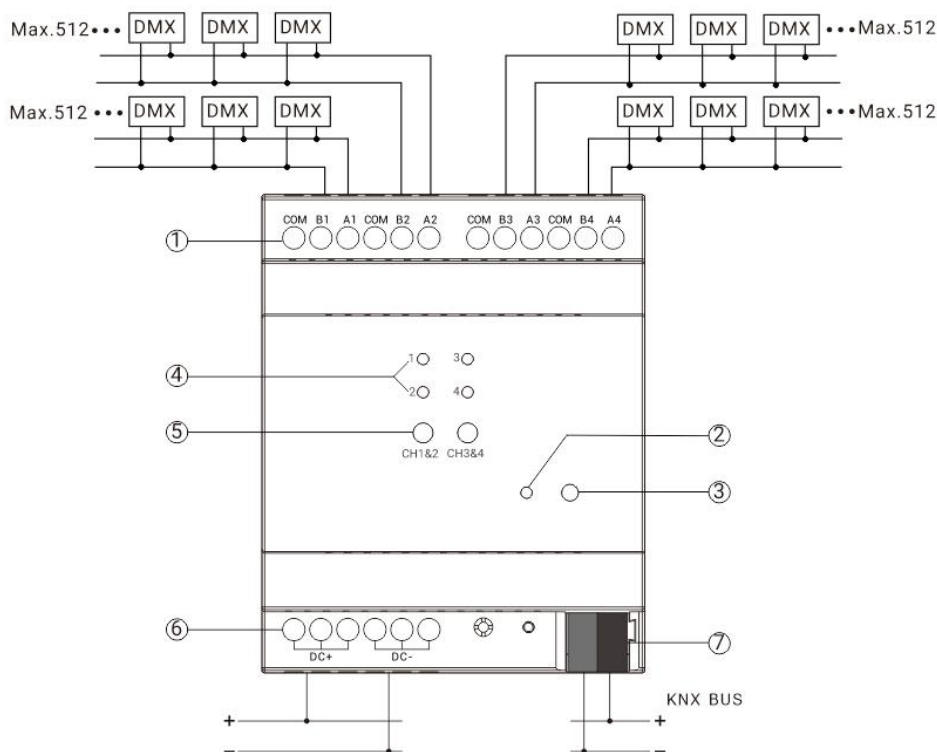 Max.512••• DMX DMX DMX
DMX DMX DMX •••Max.512
Max.512••• DMX DMX DMX
DMX DMX DMX •••Max.512
COM B1 A1 COM B2 A2 COM B3 A3 COM B4 A4
①
1 3
④
2 4
⑤
②
CH1&2 CH3&4
③
⑥
⑦
DC+ DC-
KNX BUS
+ +
− −